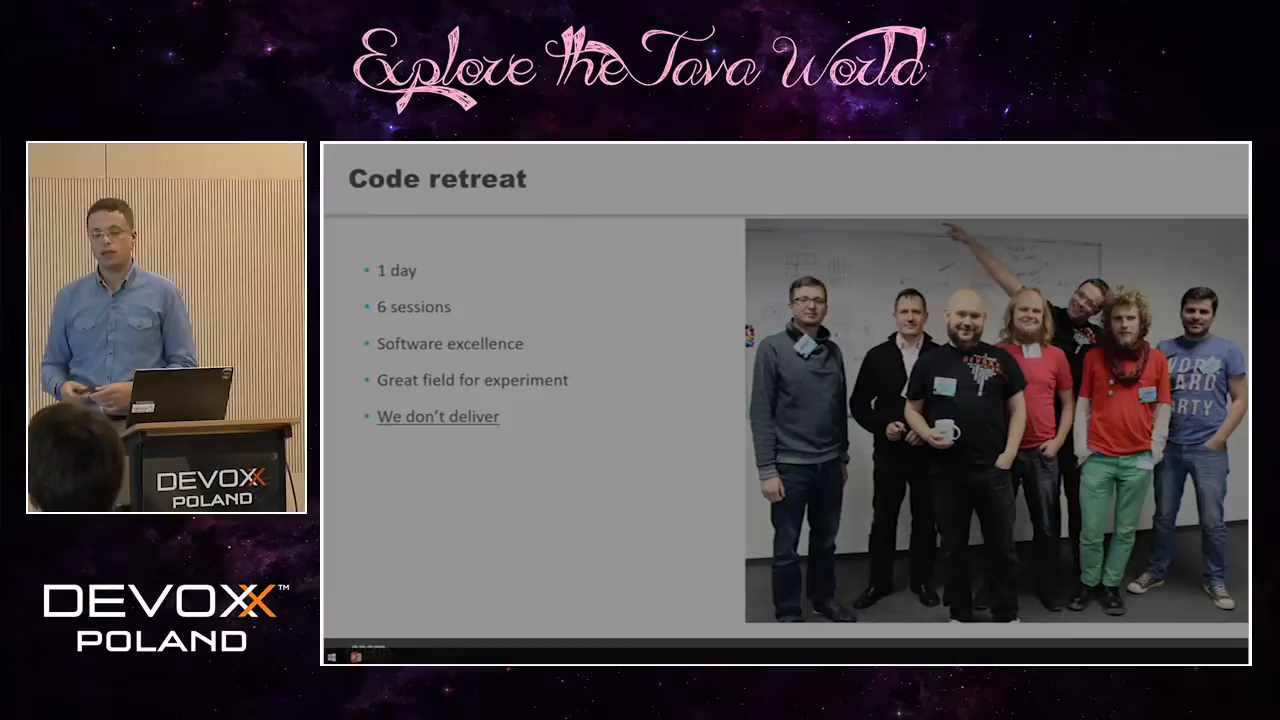 Explore the Java World
Code retreat
• 1 day
• 6 sessions
• Software excellence
• Great field for experiment
• We don't deliver
DEVOXX
POLAND
DEVOXX™
POLAND
DEVOXX